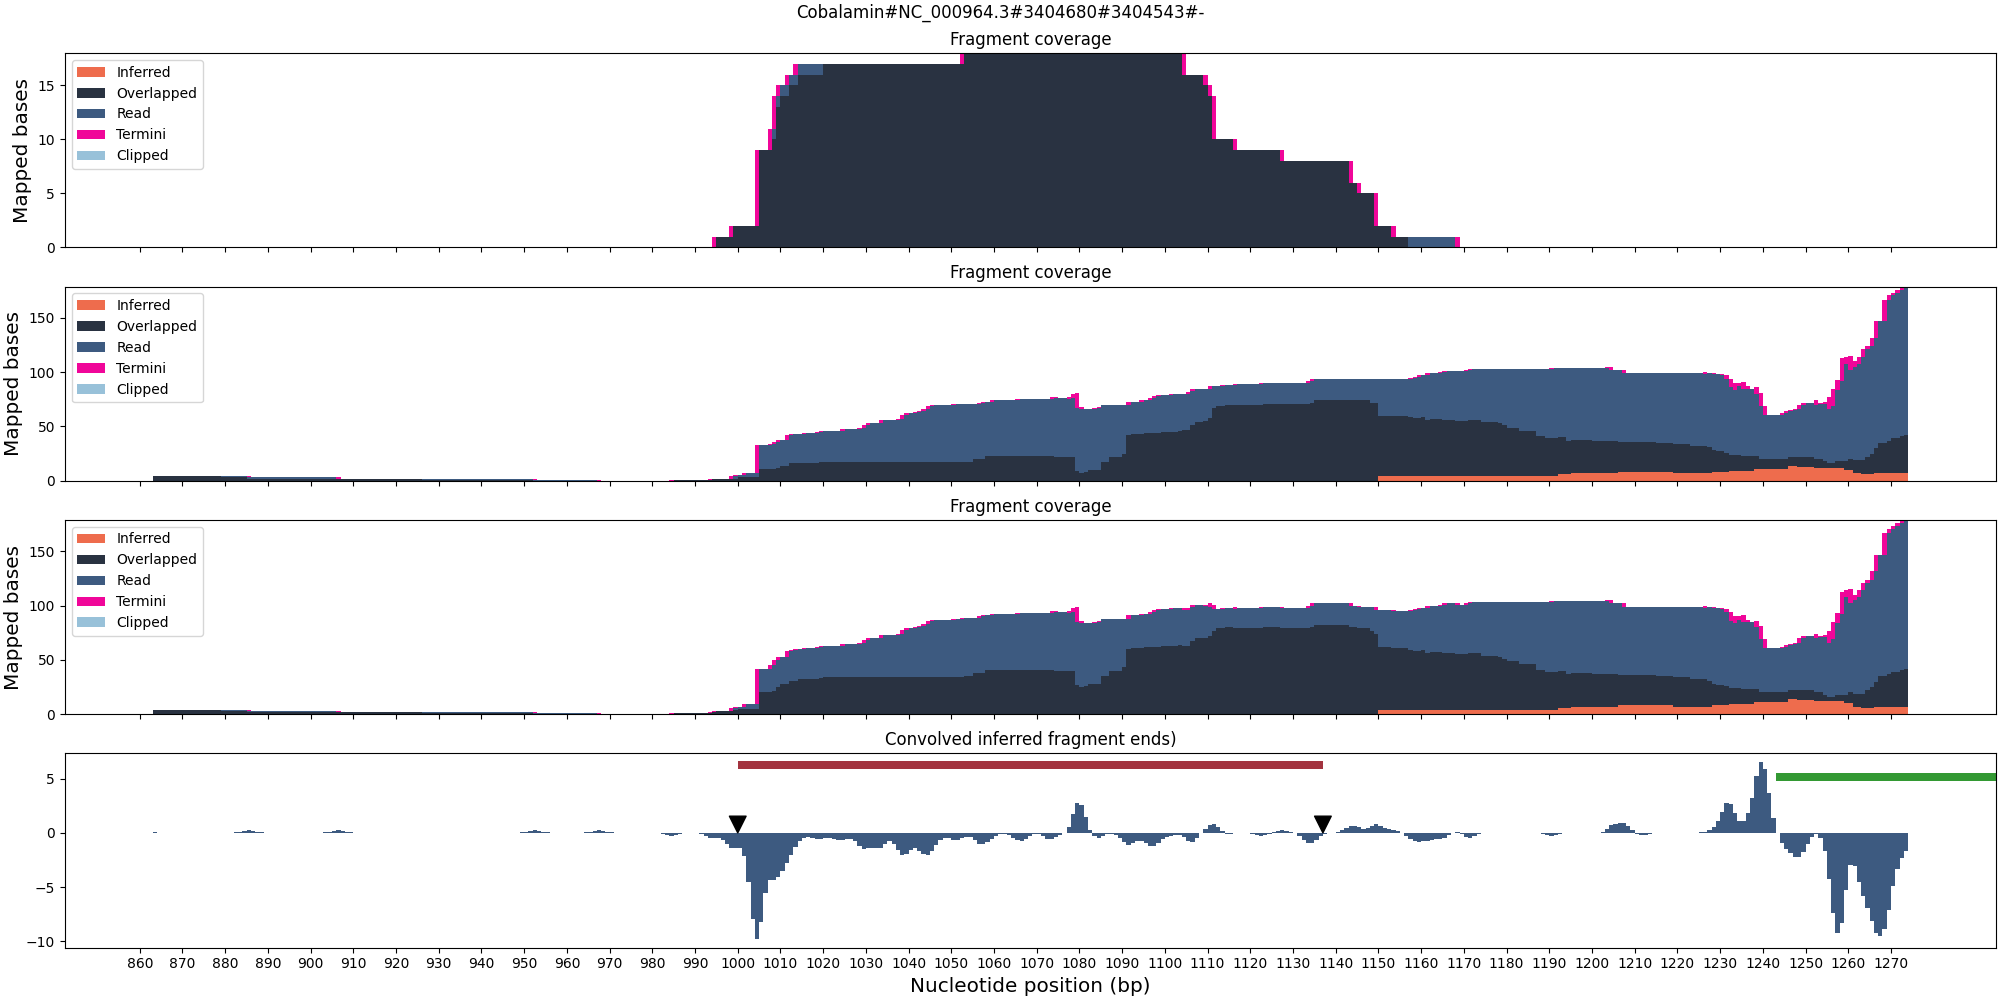 Cobalamin#NC_000964.3#3404680#3404543#-
Fragment coverage
Mapped bases
15
10
5
0
Inferred
Overlapped
Read
Termini
Clipped
Fragment coverage
Mapped bases
150
100
50
0
Inferred
Overlapped
Read
Termini
Clipped
Fragment coverage
Mapped bases
150
100
50
0
Inferred
Overlapped
Read
Termini
Clipped
Convolved inferred fragment ends)
5
0
−5
−10
860 870 880 890 900 910 920 930 940 950 960 970 980 990 1000 1010 1020 1030 1040 1050 1060 1070 1080 1090 1100 1110 1120 1130 1140 1150 1160 1170 1180 1190 1200 1210 1220 1230 1240 1250 1260 1270
Nucleotide position (bp)